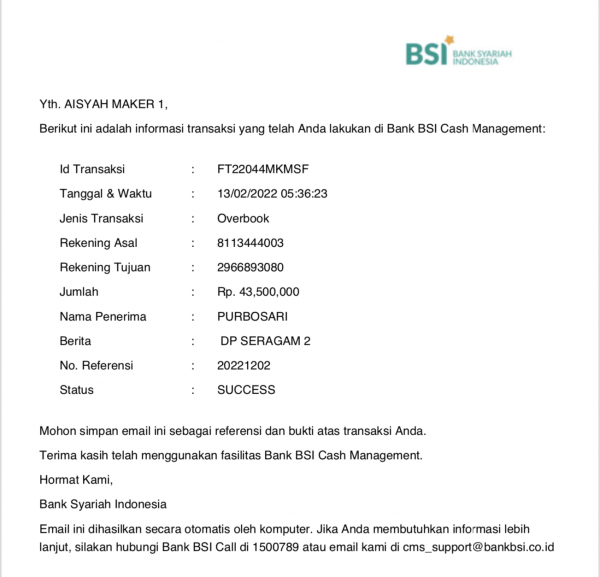 BSI BANK SYARIAH
INDONESIA
Yth. AISYAH MAKER 1,
Berikut ini adalah informasi transaksi yang telah Anda lakukan di Bank BSI Cash Management:
Id Transaksi : FT22044MKMSF
Tanggal & Waktu : 13/02/2022 05:36:23
Jenis Transaksi : Overbook
Rekening Asal : 8113444003
Rekening Tujuan : 2966893080
Jumlah : Rp. 43,500,000
Nama Penerima : PURBOSARI
Berita : DP SERAGAM 2
No. Referensi : 20221202
Status : SUCCESS
Mohon simpan email ini sebagai referensi dan bukti atas transaksi Anda.
Terima kasih telah menggunakan fasilitas Bank BSI Cash Management.
Hormat Kami,
Bank Syariah Indonesia
Email ini dihasilkan secara otomatis oleh komputer. Jika Anda membutuhkan informasi lebih
lanjut, silakan hubungi Bank BSI Call di 1500789 atau email kami di cms_support@bankbsi.co.id